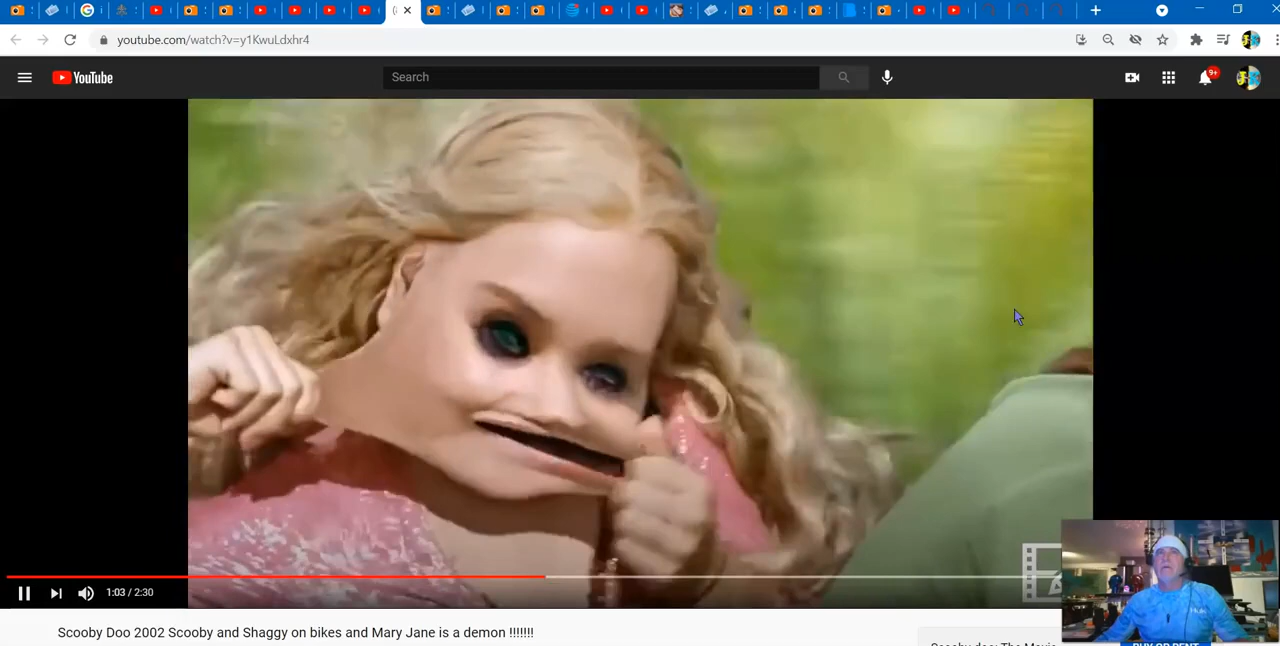 youtube.com/watch?v=y1KwuLdxhr4
YouTube
Search
9+
1:03 / 2:30
Scooby Doo 2002 Scooby and Shaggy on bikes and Mary Jane is a demon !!!!!!!